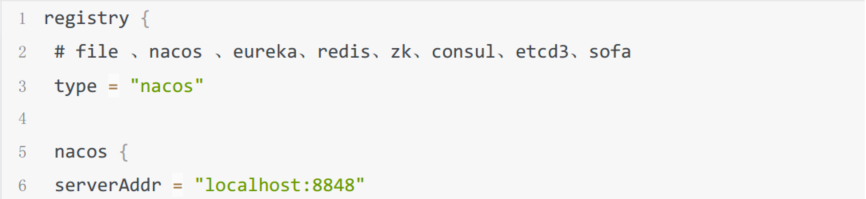 1 registry {
2 # file 、nacos 、eureka、redis、zk、consul、etcd3、sofa
3 type = "nacos"
4
5 nacos {
6 serverAddr = "localhost:8848"